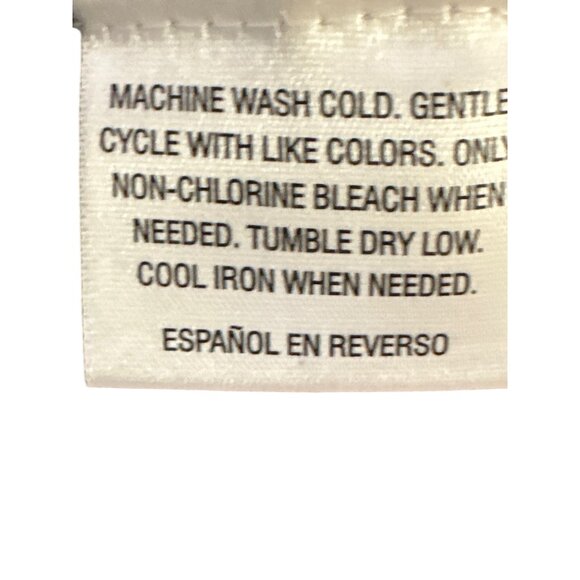 MACHINE WASH COLD. GENTLE
CYCLE WITH LIKE COLORS. ONLY
NON-CHLORINE BLEACH WHEN
NEEDED. TUMBLE DRY LOW.
COOL IRON WHEN NEEDED.
ESPAÑOL EN REVERSO